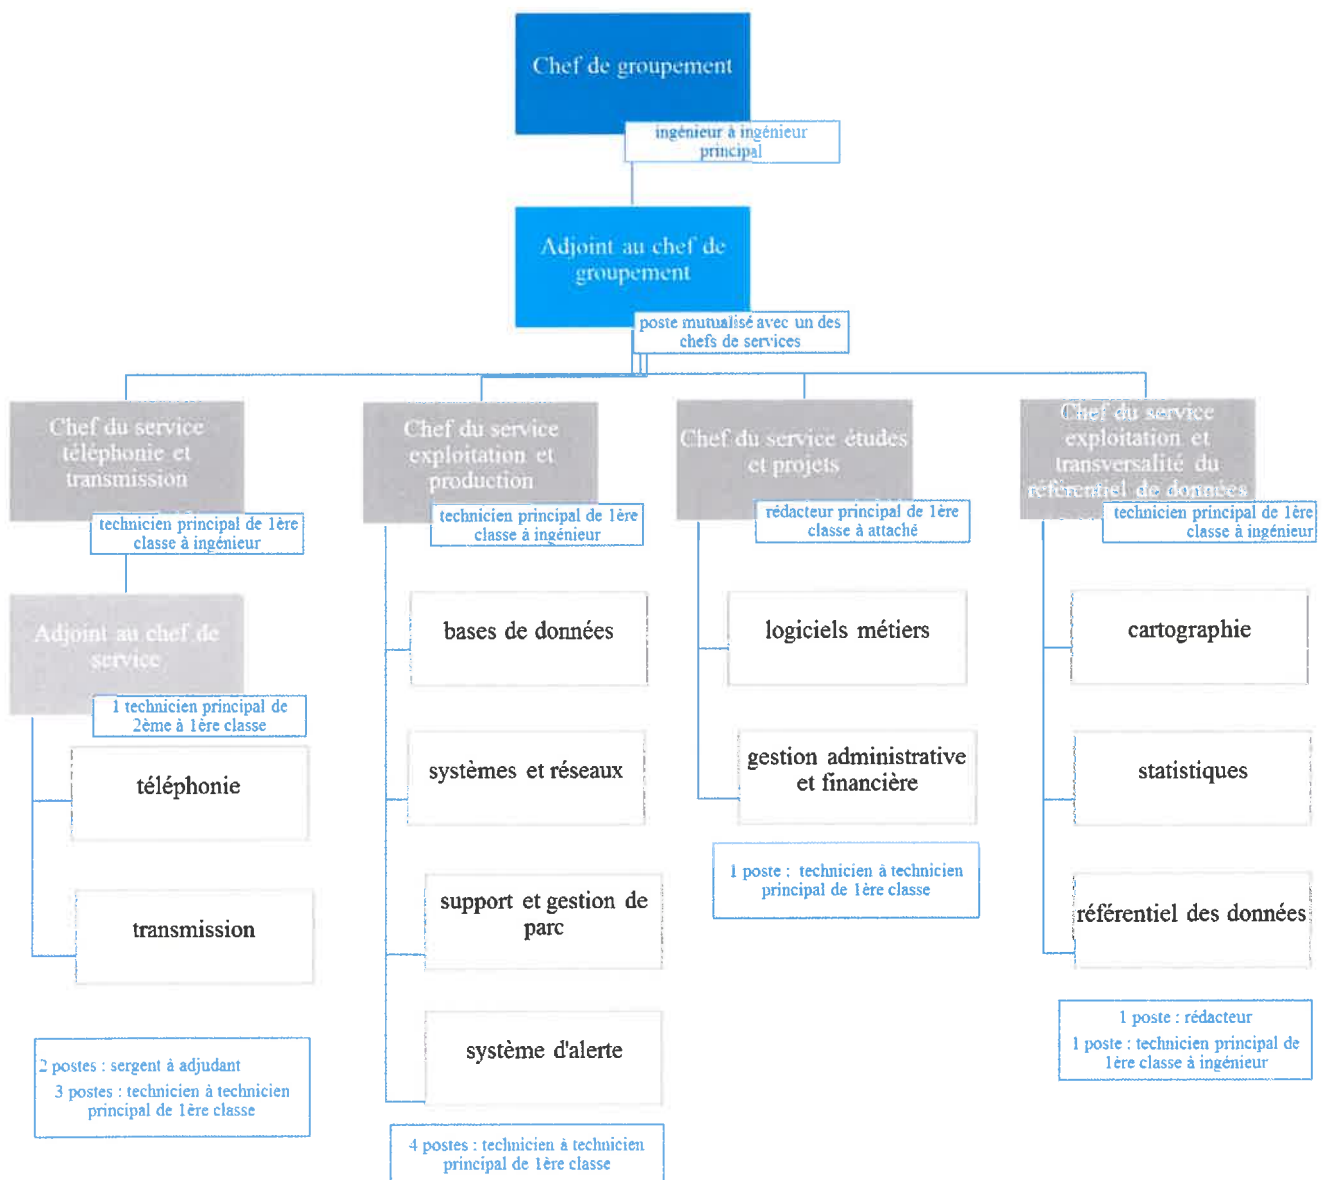 Chef de groupement
ingénieur à ingénieur
principal
Adjoint au chef de
groupement
poste mutualisé avec un des
chefs de services
Chef du service
téléphonie et
transmission
technicien principal de 1ère
classe à ingénieur
Adjoint au chef de
service
1 technicien principal de
2ème à 1ère classe
téléphonie
transmission
2 postes : sergent à adjudant
3 postes : technicien à technicien
principal de 1ère classe
Chef du service
exploitation et
production
technicien principal de 1ère
classe à ingénieur
bases de données
systèmes et réseaux
support et gestion de
parc
système d'alerte
4 postes : technicien à technicien
principal de 1ère classe
Chef du service études
et projets
rédacteur principal de 1ère
classe à attaché
logiciels métiers
gestion administrative
et financière
1 poste : technicien à technicien
principal de 1ère classe
Chef du service
exploitation et
transversalité du
référentiel de données
technicien principal de 1ère
classe à ingénieur
cartographie
statistiques
référentiel des données
1 poste : rédacteur
1 poste : technicien principal de
1ère classe à ingénieur